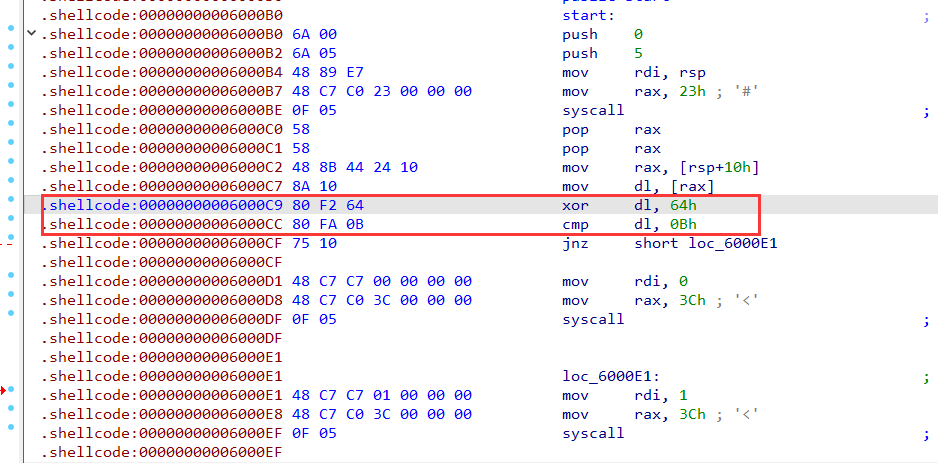 .shellcode:00000000006000B0 start: ;
.shellcode:00000000006000B0 6A 00 push 0
.shellcode:00000000006000B2 6A 05 push 5
.shellcode:00000000006000B4 48 89 E7 mov rdi, rsp
.shellcode:00000000006000B7 48 C7 C0 23 00 00 00 mov rax, 23h ; '#'
.shellcode:00000000006000BE 0F 05 syscall ;
.shellcode:00000000006000C0 58 pop rax
.shellcode:00000000006000C1 58 pop rax
.shellcode:00000000006000C2 48 8B 44 24 10 mov rax, [rsp+10h]
.shellcode:00000000006000C7 8A 10 mov dl, [rax]
.shellcode:00000000006000C9 80 F2 64 xor dl, 64h
.shellcode:00000000006000CC 80 FA 0B cmp dl, 0Bh
.shellcode:00000000006000CF 75 10 jnz short loc_6000E1
.shellcode:00000000006000CF
.shellcode:00000000006000D1 48 C7 C7 00 00 00 00 mov rdi, 0
.shellcode:00000000006000D8 48 C7 C0 3C 00 00 00 mov rax, 3Ch ; '<'
.shellcode:00000000006000DF 0F 05 syscall ;
.shellcode:00000000006000DF
.shellcode:00000000006000E1
.shellcode:00000000006000E1 loc_6000E1: ;
.shellcode:00000000006000E1 48 C7 C7 01 00 00 00 mov rdi, 1
.shellcode:00000000006000E8 48 C7 C0 3C 00 00 00 mov rax, 3Ch ; '<'
.shellcode:00000000006000EF 0F 05 syscall ;
.shellcode:00000000006000EF